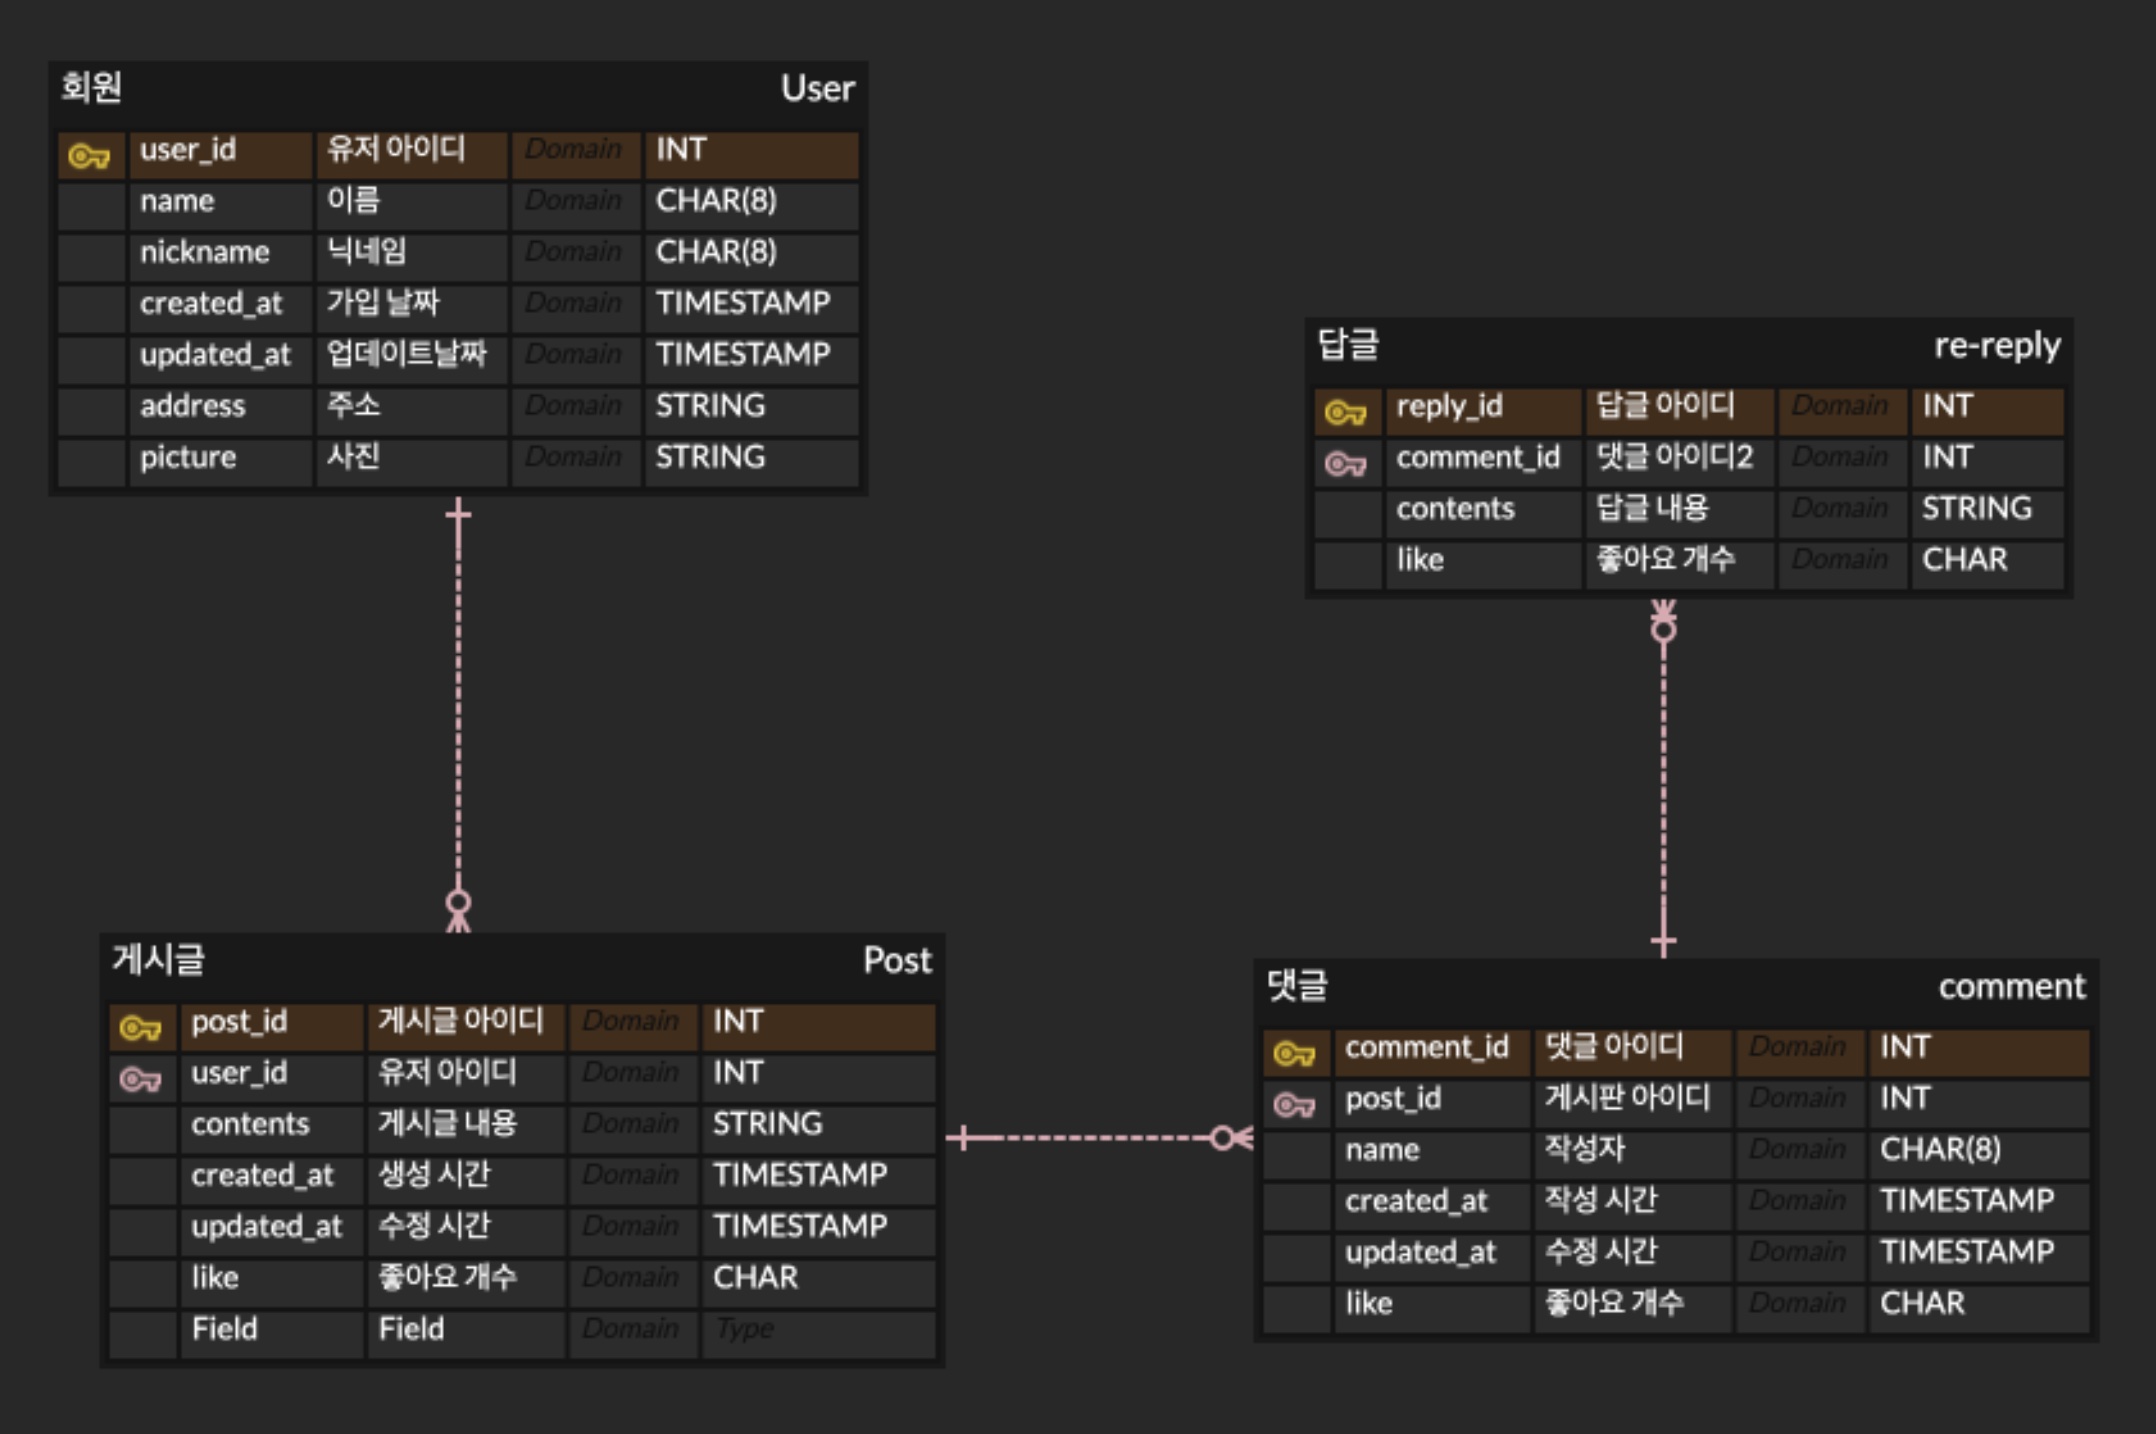 회원 User
user_id 유저 아이디 Domain INT
name 이름 Domain CHAR(8)
nickname 닉네임 Domain CHAR(8)
created_at 가입 날짜 Domain TIMESTAMP
updated_at 업데이트날짜 Domain TIMESTAMP
address 주소 Domain STRING
picture 사진 Domain STRING
답글 re-reply
reply_id 답글 아이디 Domain INT
comment_id 댓글 아이디2 Domain INT
contents 답글 내용 Domain STRING
like 좋아요 개수 Domain CHAR
게시글 Post
post_id 게시글 아이디 Domain INT
user_id 유저 아이디 Domain INT
contents 게시글 내용 Domain STRING
created_at 생성 시간 Domain TIMESTAMP
updated_at 수정 시간 Domain TIMESTAMP
like 좋아요 개수 Domain CHAR
Field Field Domain Type
댓글 comment
comment_id 댓글 아이디 Domain INT
post_id 게시판 아이디 Domain INT
name 작성자 Domain CHAR(8)
created_at 작성 시간 Domain TIMESTAMP
updated_at 수정 시간 Domain TIMESTAMP
like 좋아요 개수 Domain CHAR